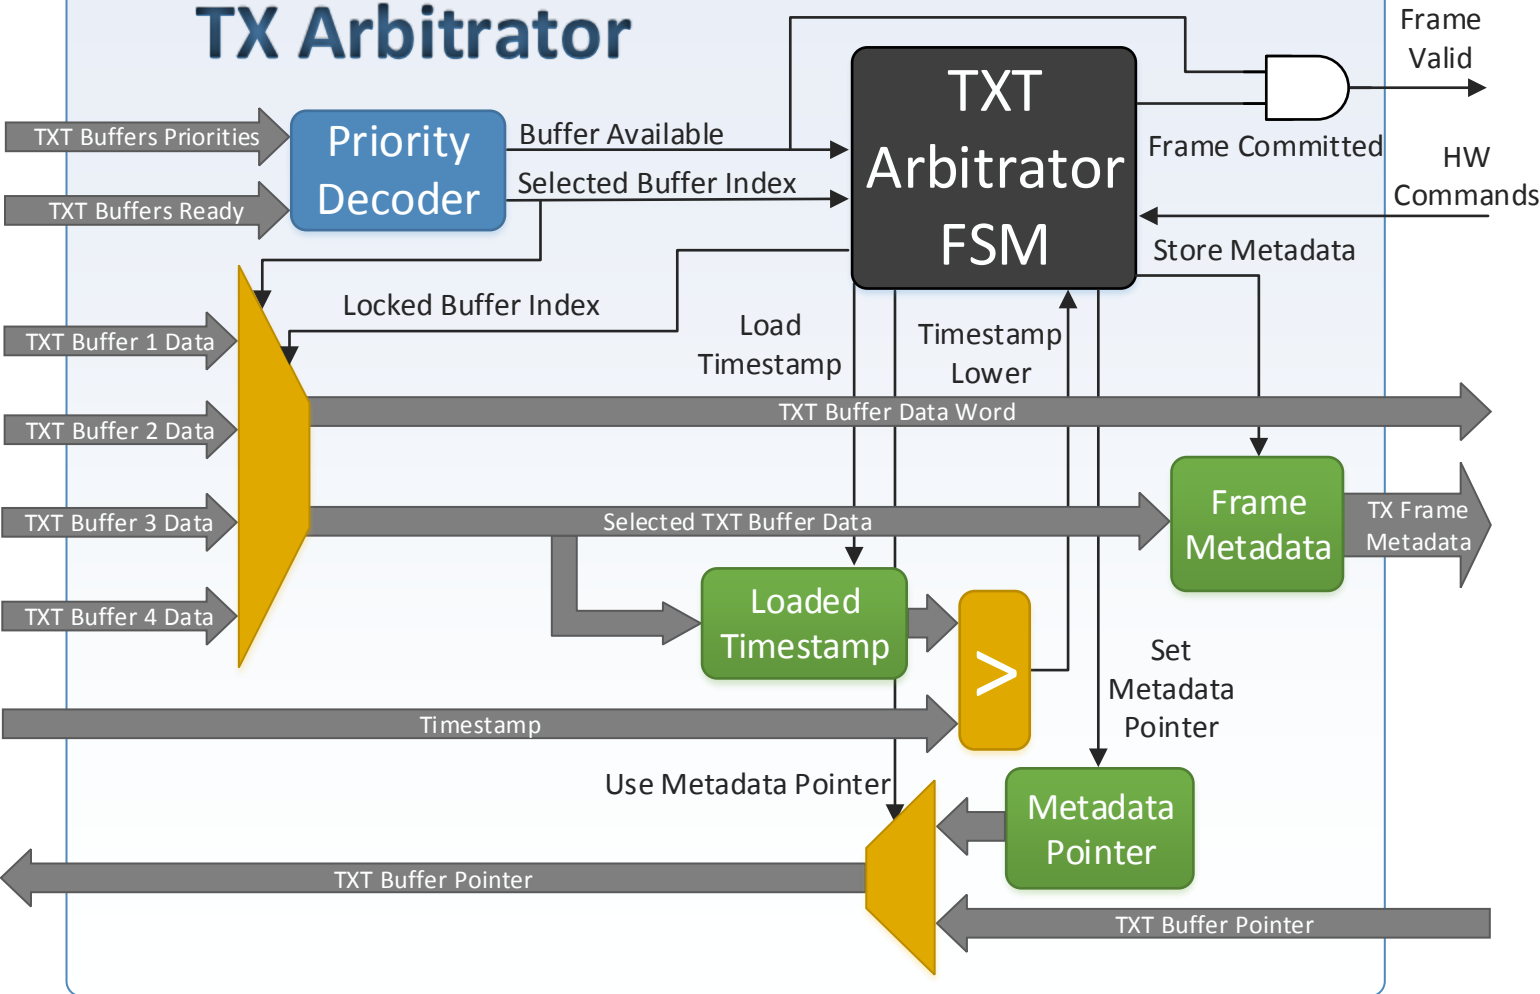 TX Arbitrator
Frame
Valid
TXT Buffers Priorities
Priority
Decoder
Buffer Available
TXT
Arbitrator
FSM
Frame Committed
HW
Commands
TXT Buffers Ready
Selected Buffer Index
Store Metadata
Locked Buffer Index
Load
Timestamp
Timestamp
Lower
TXT Buffer 1 Data
TXT Buffer Data Word
TXT Buffer 2 Data
TXT Buffer 3 Data
Selected TXT Buffer Data
Frame
Metadata
TX Frame
Metadata
TXT Buffer 4 Data
Loaded
Timestamp
>
Set
Metadata
Pointer
Timestamp
Use Metadata Pointer
Metadata
Pointer
TXT Buffer Pointer
TXT Buffer Pointer